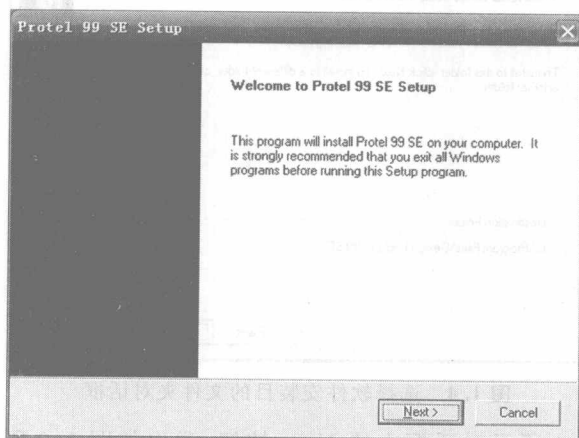 Protel 99 SE Setup
Welcome to Protel 99 SE Setup
This program will install Protel 99 SE on your computer. It
is strongly recommended that you exit all Windows
programs before running this Setup program.
Next >
Cancel